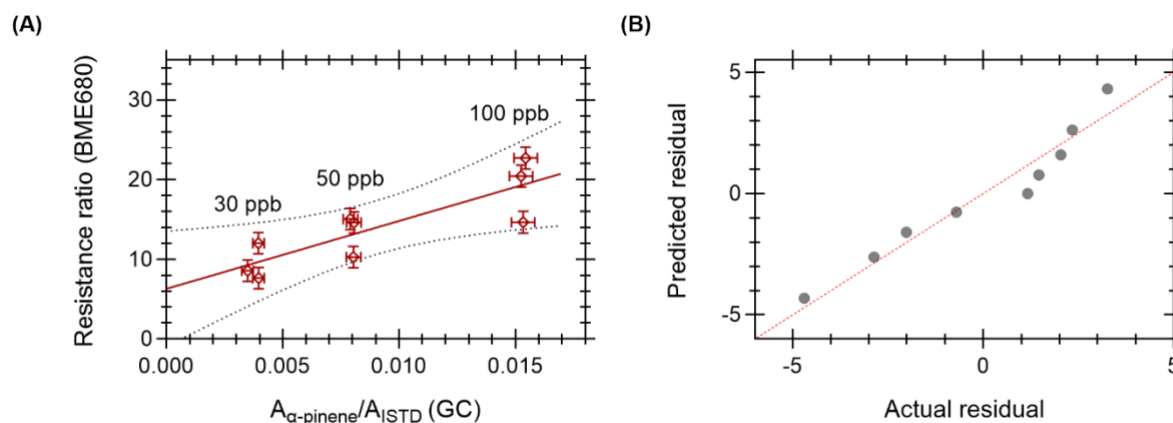 (A)
Resistance ratio (BME680)
30
20
10
0
30 ppb
50 ppb
100 ppb
0.000
0.005
0.010
0.015
Aα-pinene/AISTD (GC)
(B)
Predicted residual
5
0
-5
-5
0
5
Actual residual